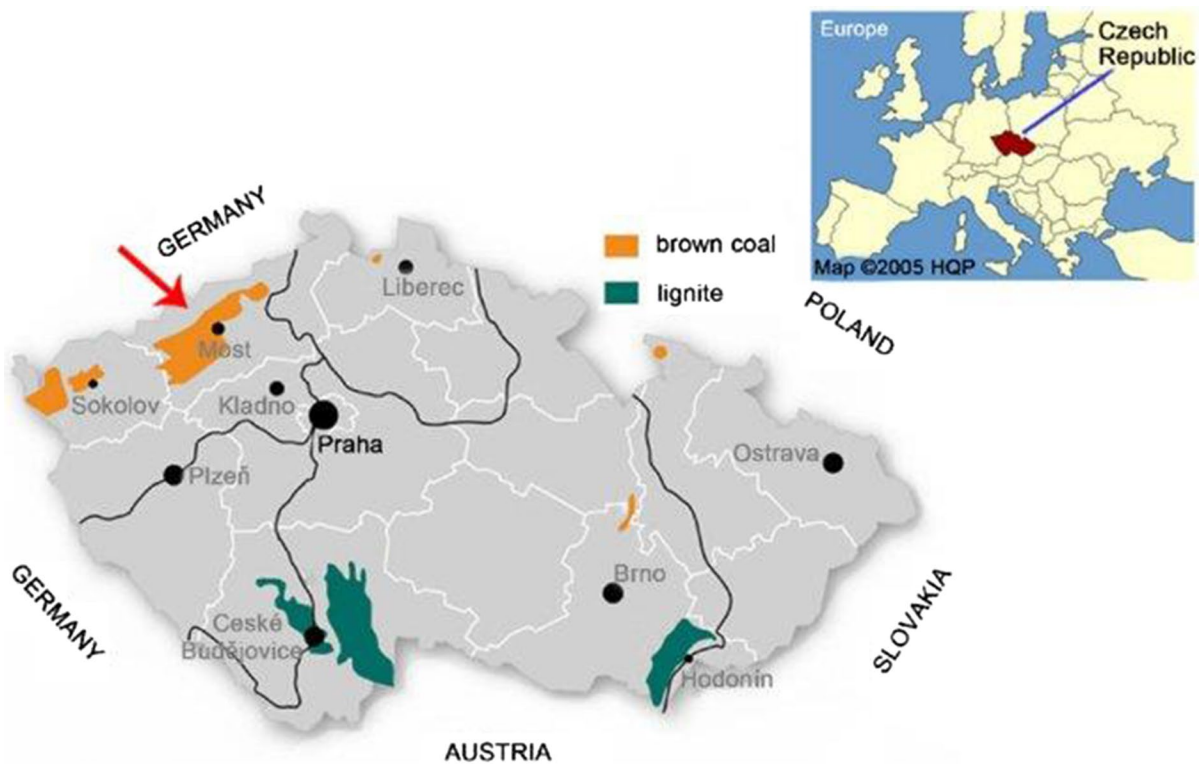 Europe
Czech
Republic
Map ©2005 HQP
GERMANY
brown coal
lignite
POLAND
Liberec
Most
Sokolov
Kladno
Praha
Plzeň
Ostrava
Brno
GERMANY
České
Budějovice
Hodonín
SLOVAKIA
AUSTRIA